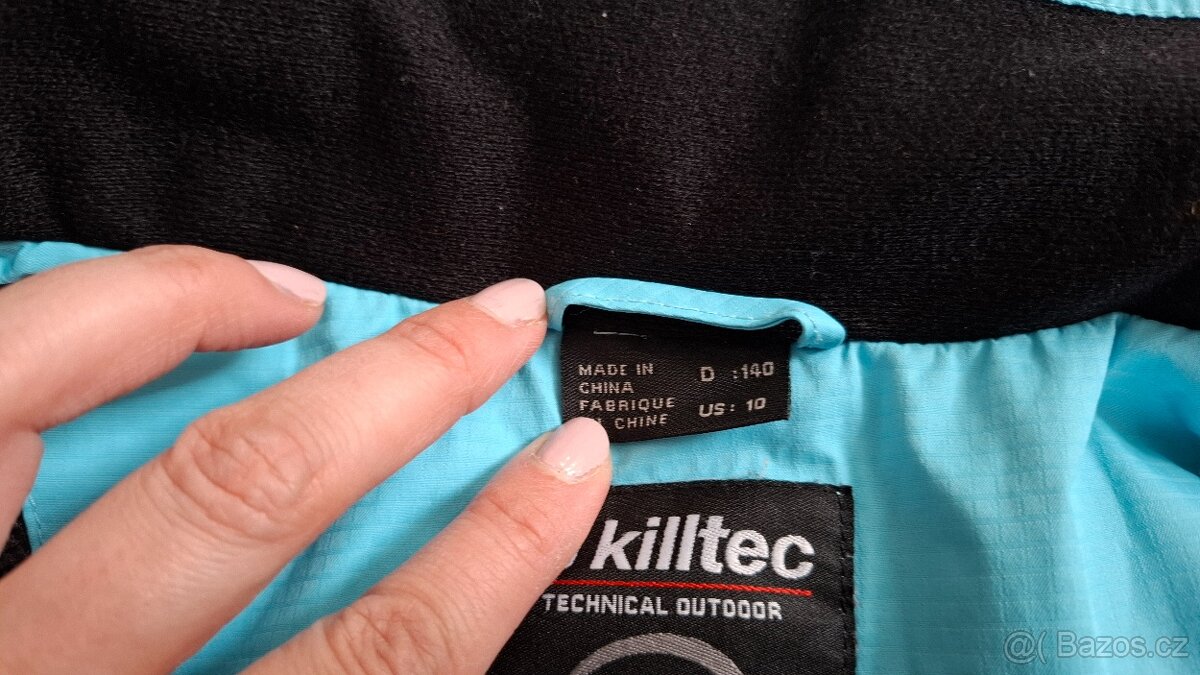 MADE IN
CHINA
FABRIQUE
CHINE
D :140
US: 10
killtec
TECHNICAL OUTDOOR
@( Bazos.cz